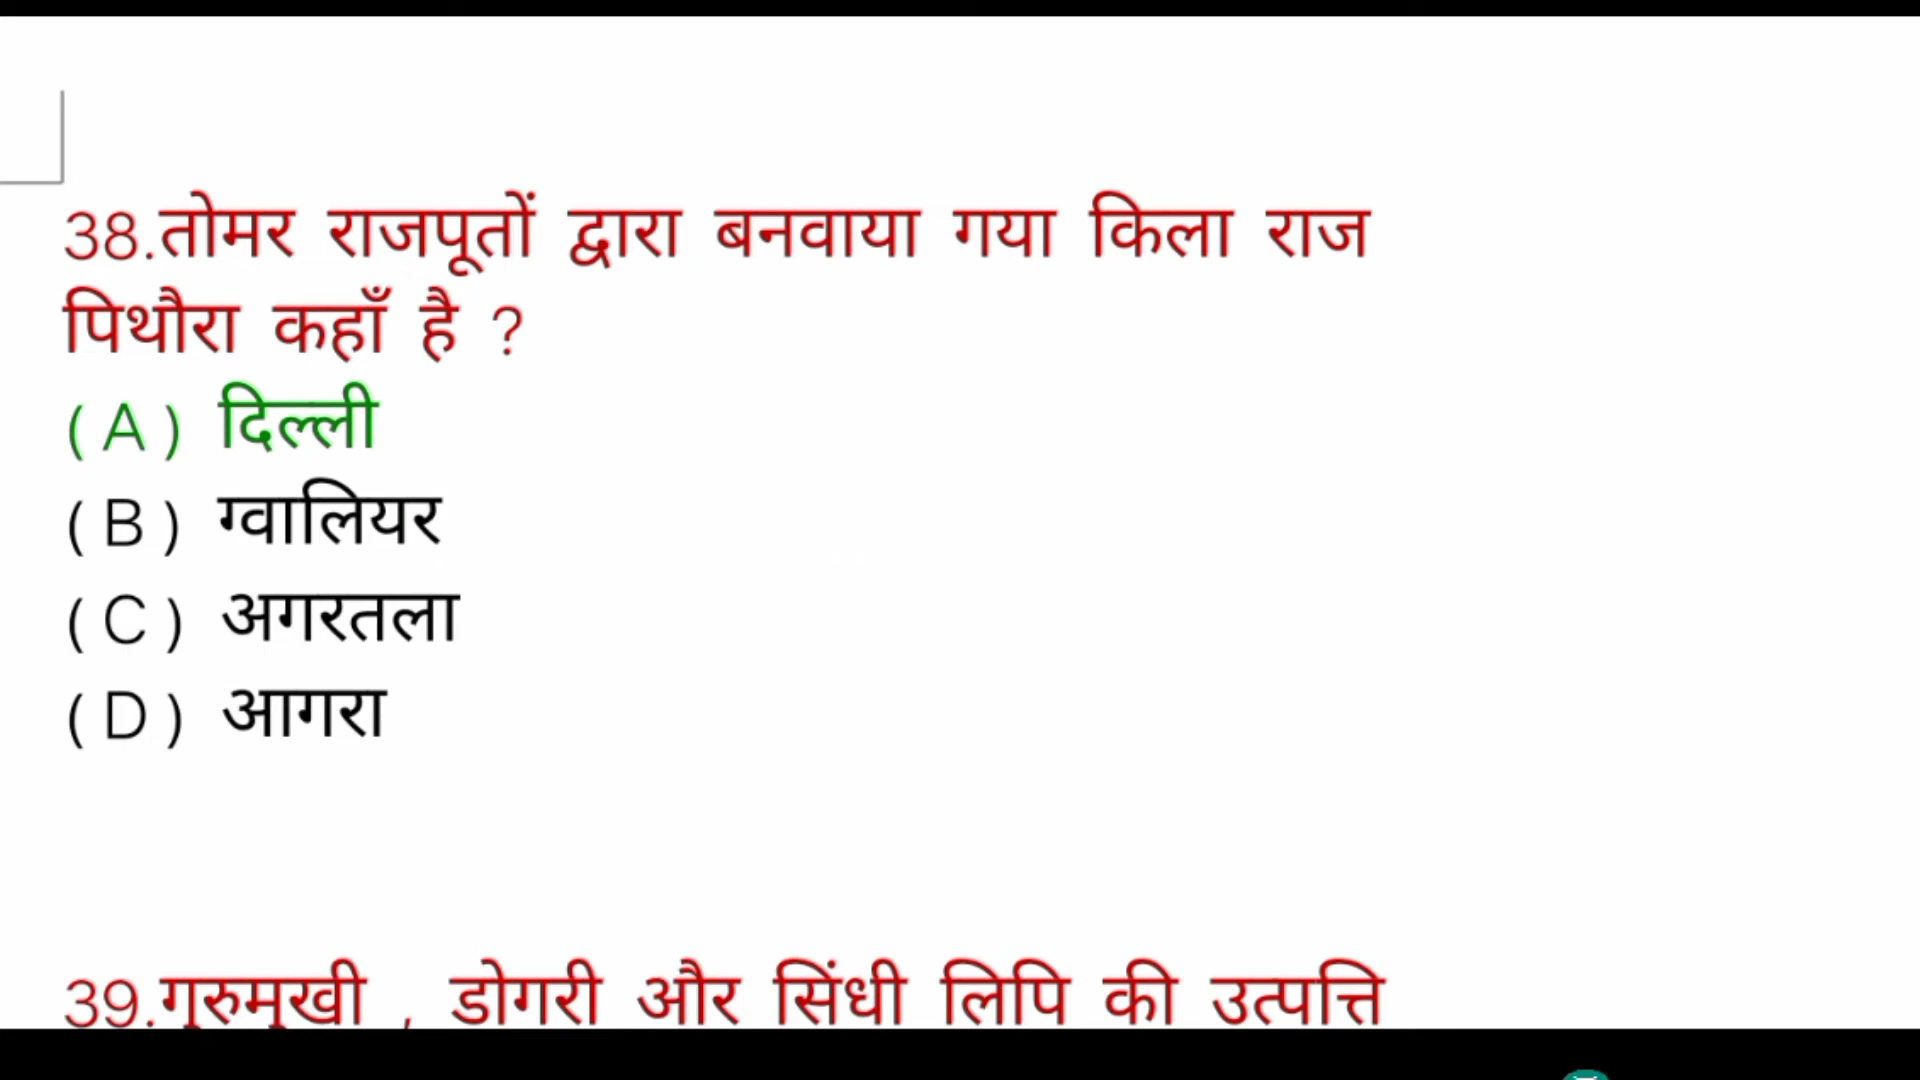 38.तोमर राजपूतों द्वारा बनवाया गया किला राज
पिथौरा कहाँ है ?
(A) दिल्ली
(B) ग्वालियर
(C) अगरतला
(D) आगरा
39.गुरुमुखी , डोगरी और सिंधी लिपि की उत्पत्ति